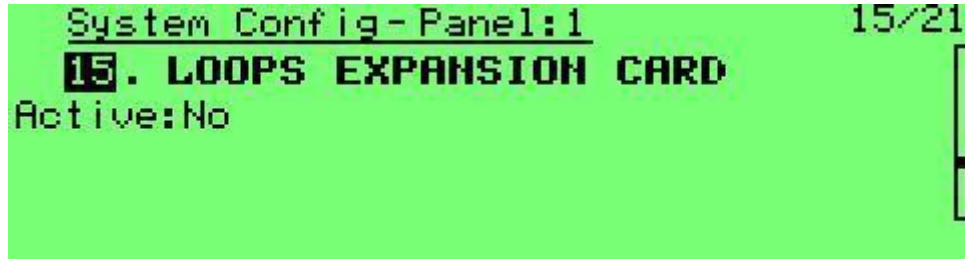 System Config-Panel:1 15/21
15. LOOPS EXPANSION CARD
Active:No